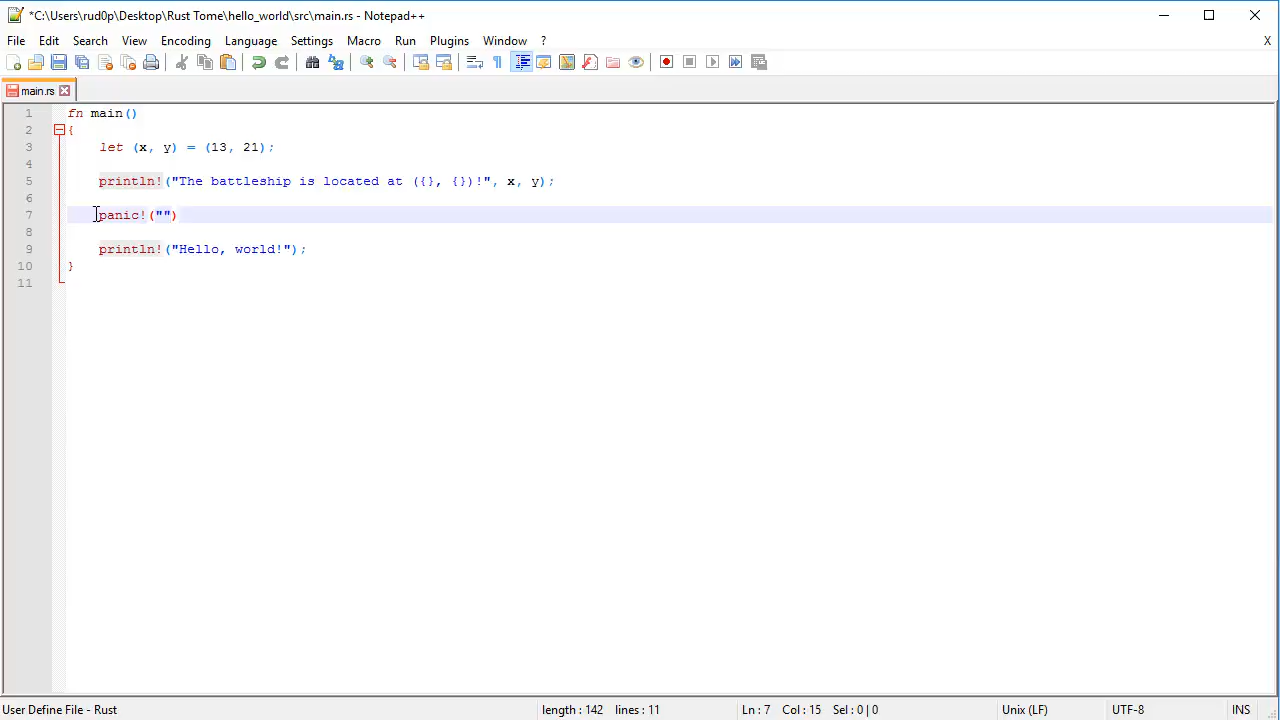 *C:\Users\rud0p\Desktop\Rust Tome\hello_world\src\main.rs - Notepad++
File Edit Search View Encoding Language Settings Macro Run Plugins Window ? X
main.rs
1 fn main()
2 {
3 let (x, y) = (13, 21);
4
5 println!("The battleship is located at ({}, {})!", x, y);
6
7 panic!("")
8
9 println!("Hello, world!");
10 }
11
User Define File - Rust length : 142 lines : 11 Ln : 7 Col : 15 Sel : 0 | 0 Unix (LF) UTF-8 INS